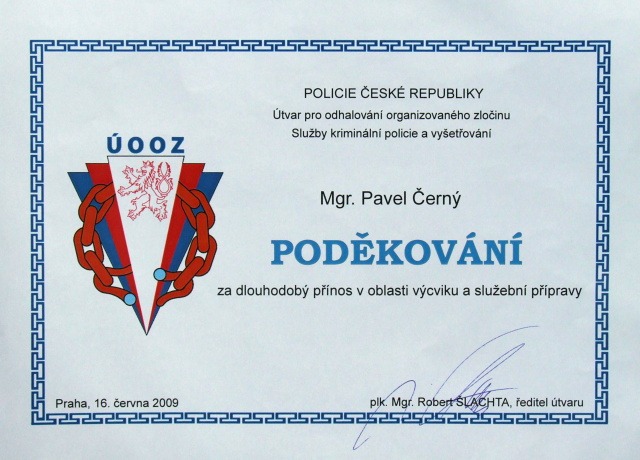 POLICIE ČESKÉ REPUBLIKY
Útvar pro odhalování organizovaného zločinu
Služby kriminální policie a vyšetřování
ÚOOZ
Mgr. Pavel Černý
PODĚKOVÁNÍ
za dlouhodobý přínos v oblasti výcviku a služební přípravy
Praha, 16. června 2009
plk. Mgr. Robert ŠLACHTA, ředitel útvaru